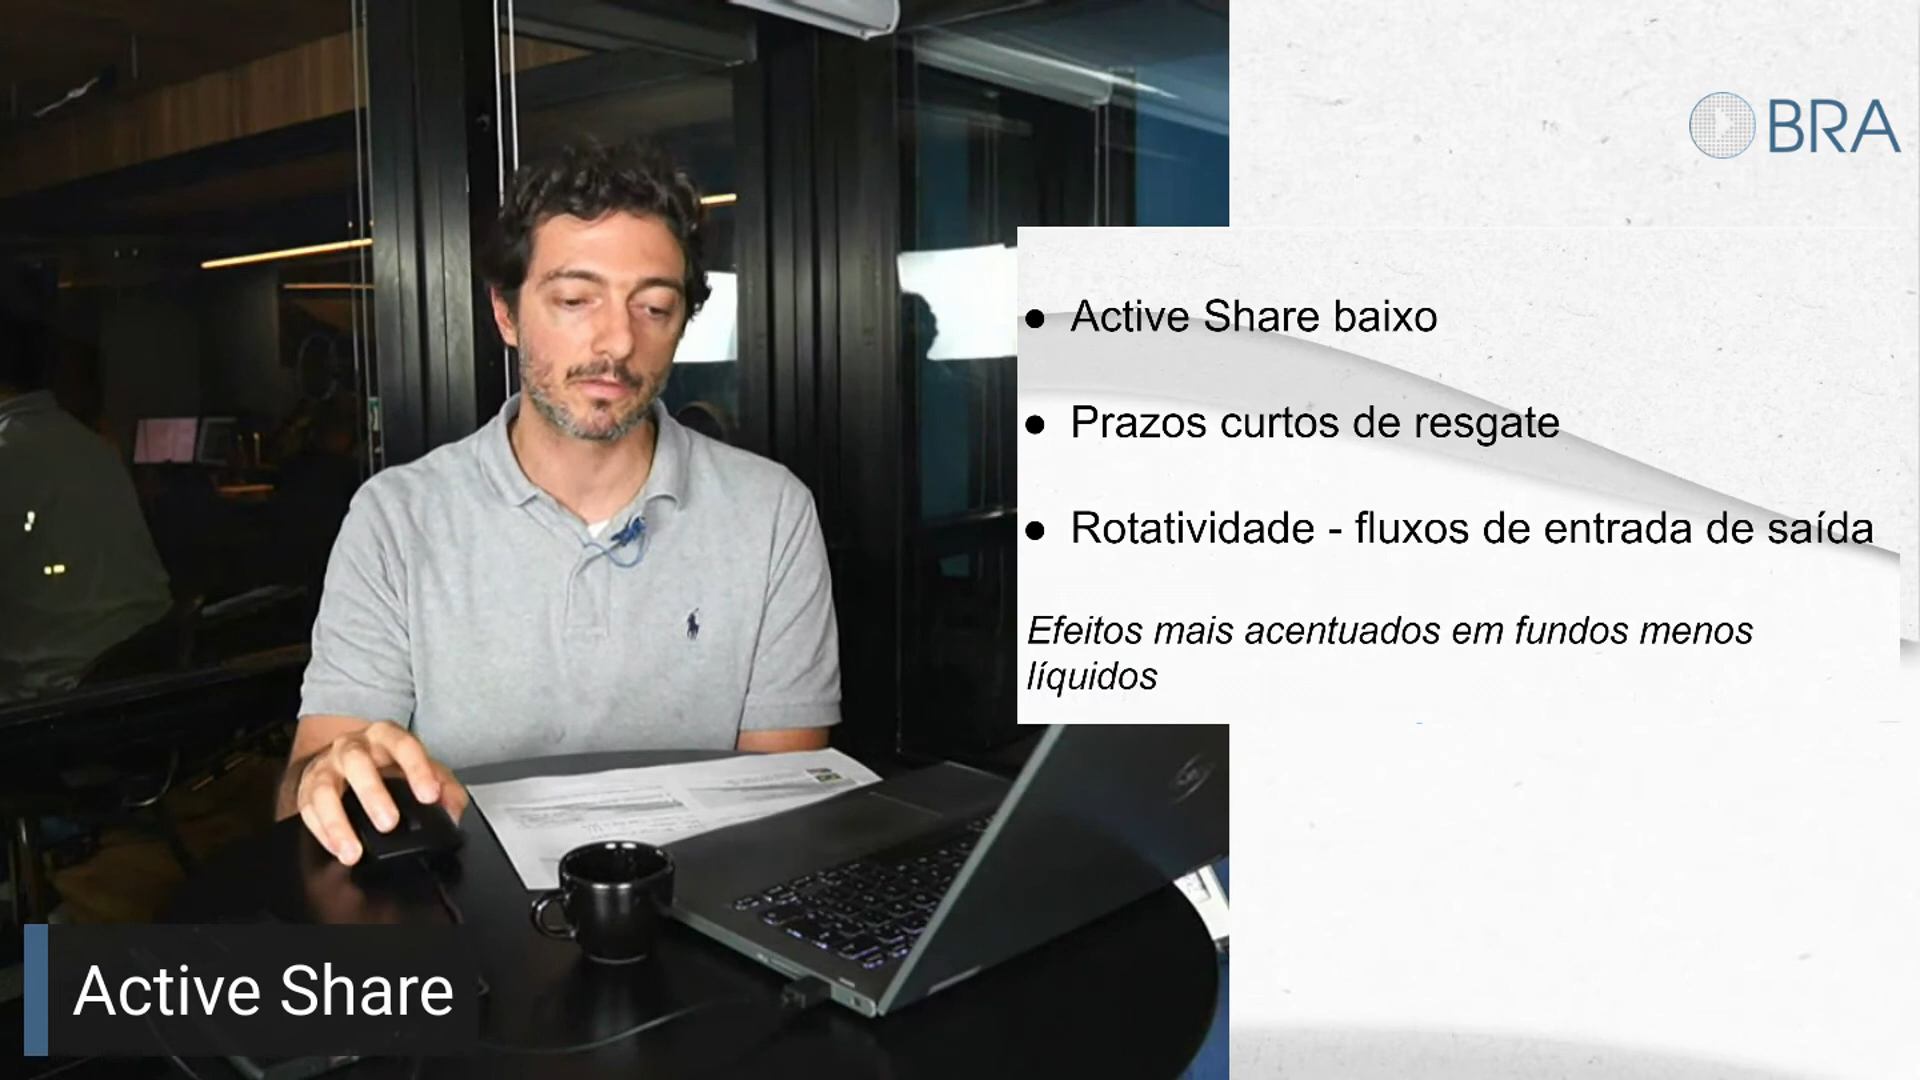 BRA
● Active Share baixo
● Prazos curtos de resgate
● Rotatividade - fluxos de entrada de saída
Efeitos mais acentuados em fundos menos
líquidos
Active Share